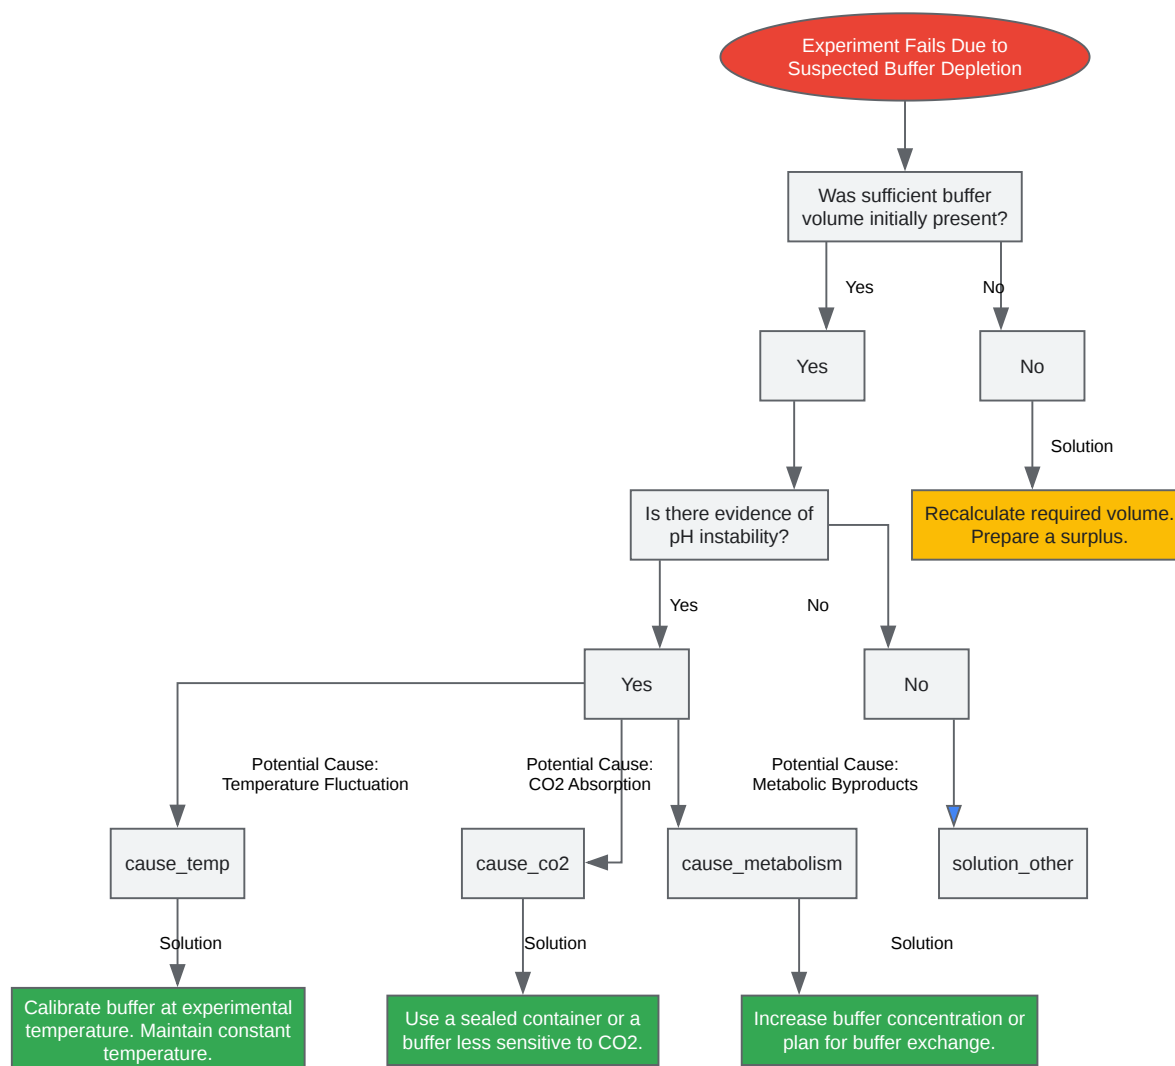 Experiment Fails Due to
Suspected Buffer Depletion
Was sufficient buffer
volume initially present?
Yes
No
Yes
No
Solution
Is there evidence of
pH instability?
Recalculate required volume.
Prepare a surplus.
Yes
No
Yes
No
Potential Cause:
Temperature Fluctuation
Potential Cause:
CO2 Absorption
Potential Cause:
Metabolic Byproducts
cause_temp
cause_co2
cause_metabolism
solution_other
Solution
Solution
Solution
Calibrate buffer at experimental
temperature. Maintain constant
temperature.
Use a sealed container or a
buffer less sensitive to CO2.
Increase buffer concentration or
plan for buffer exchange.